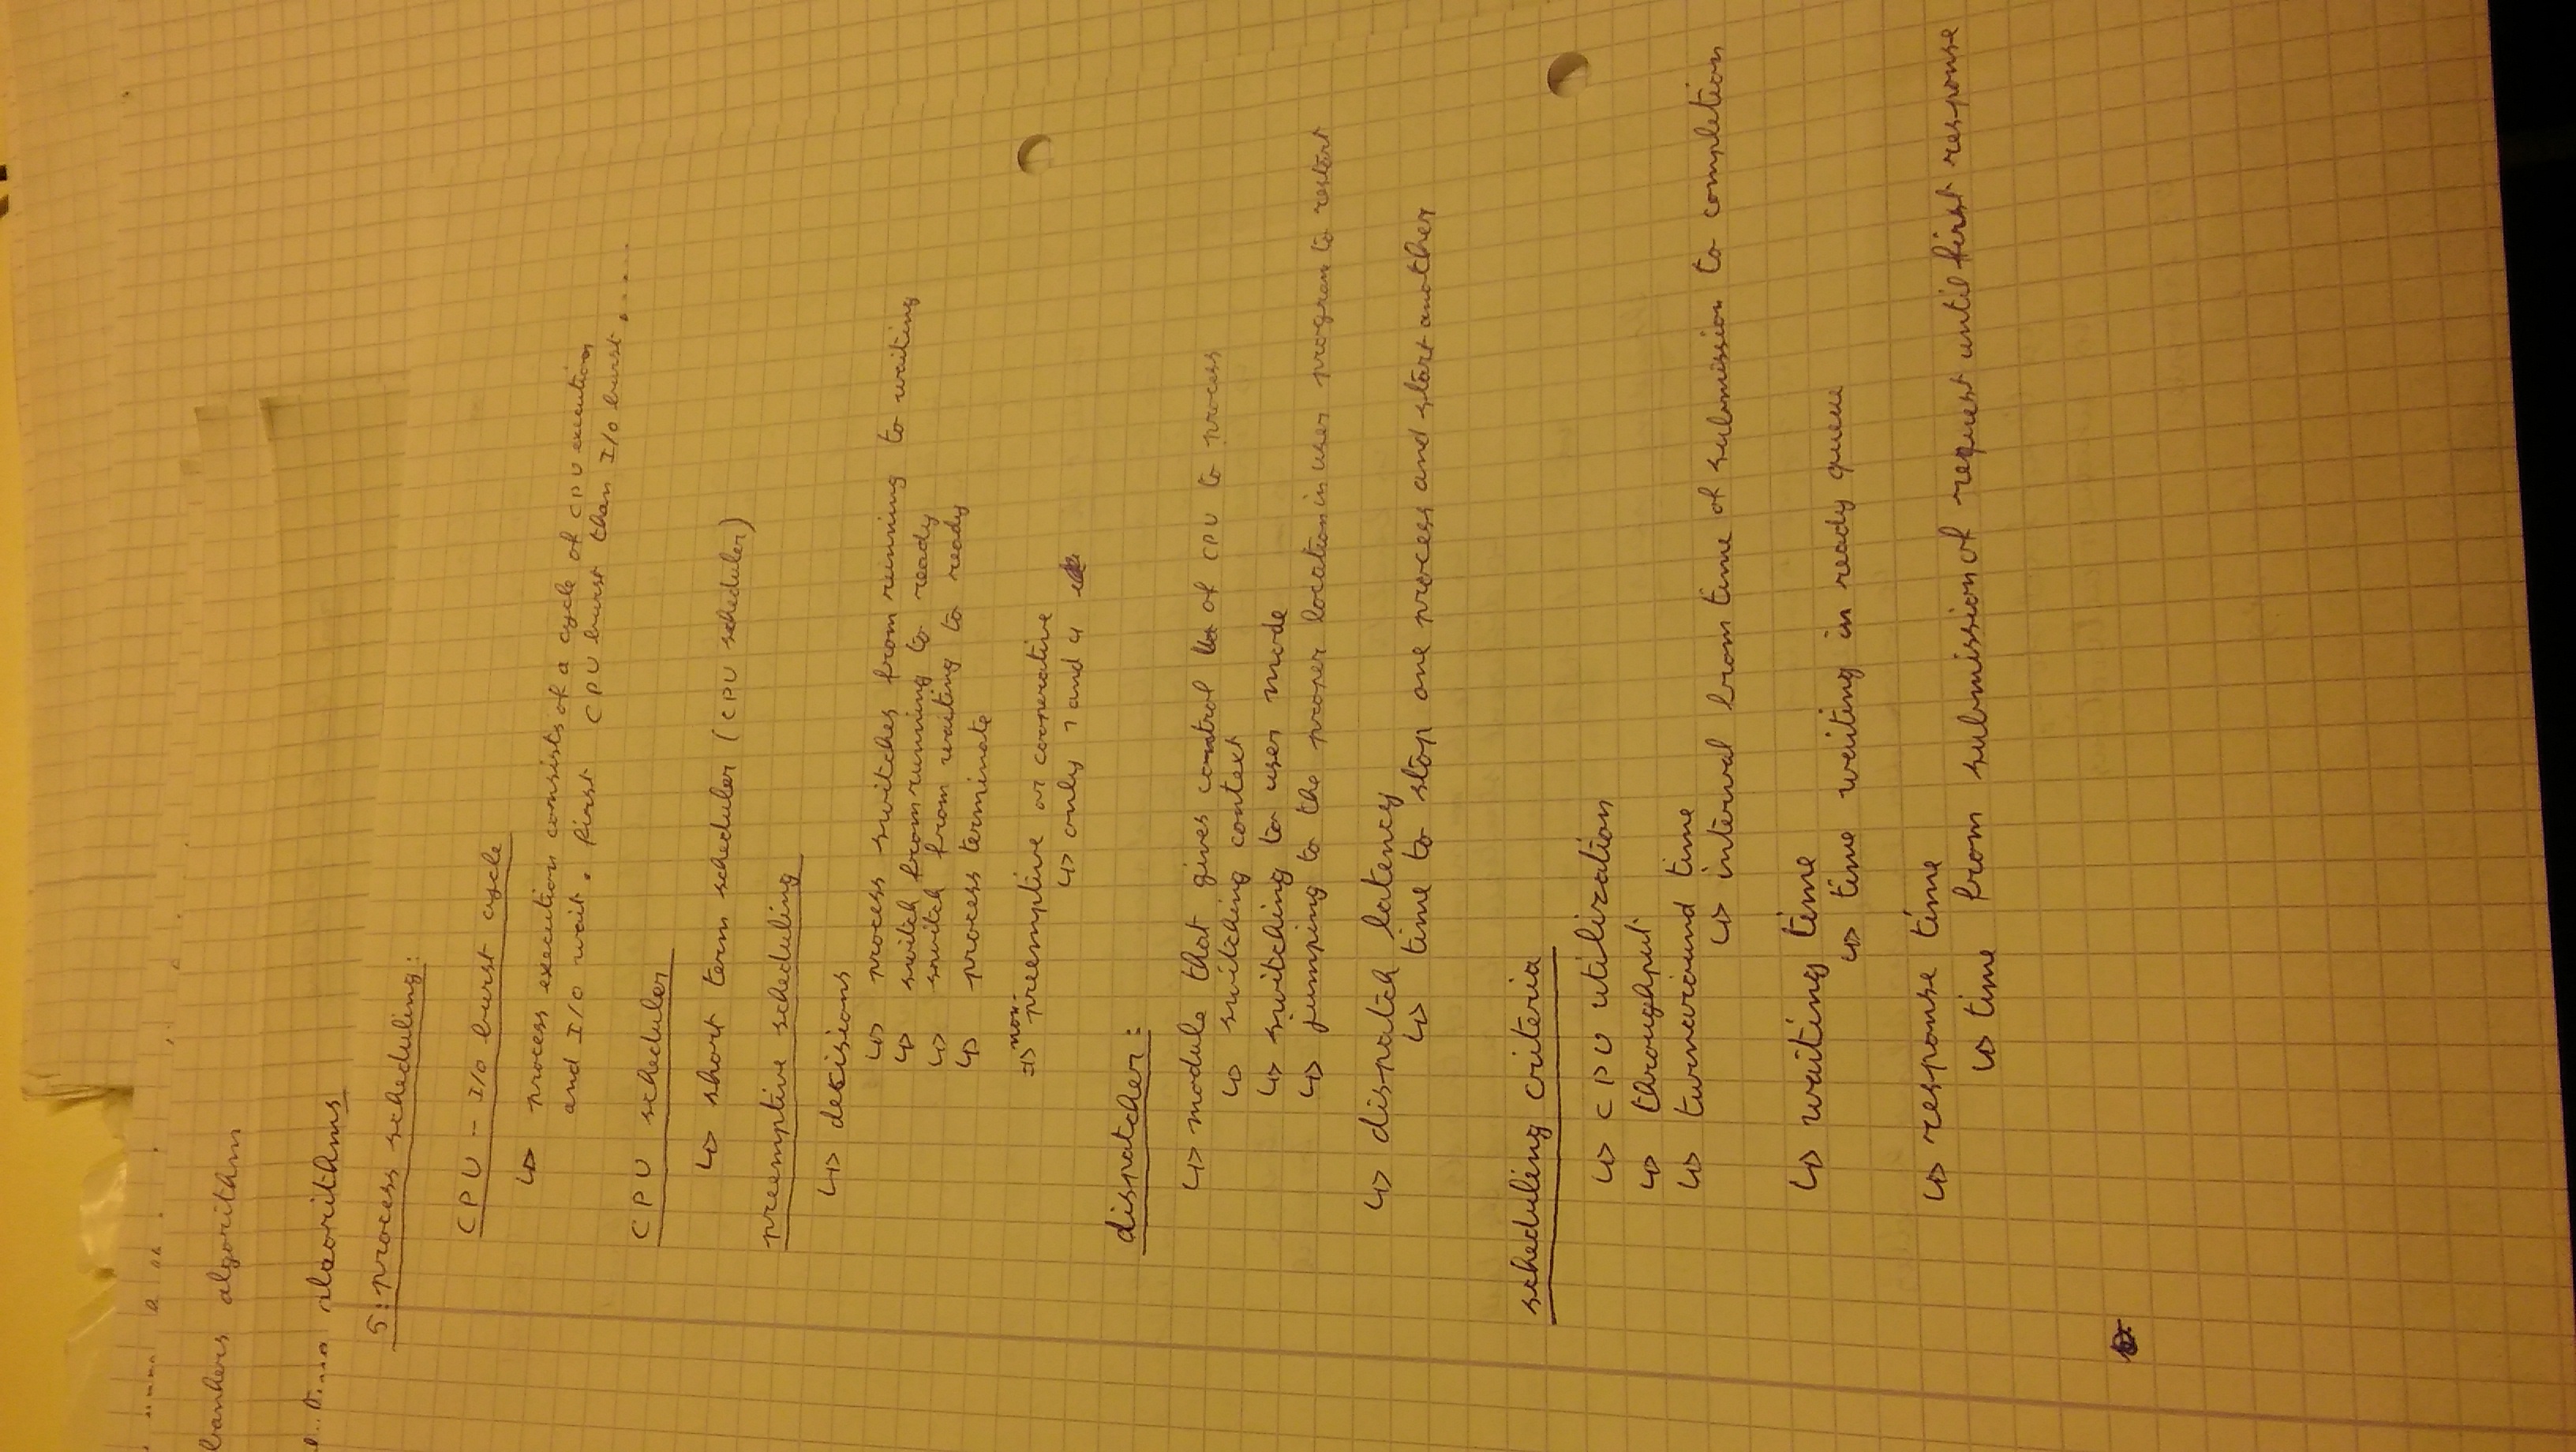 bankers algorithm
algorithms
5: process scheduling:
CPU - I/O burst cycle
↳ process execution consists of a cycle of CPU execution
and I/O wait. first CPU burst than I/O burst, .....
CPU scheduler
↳ short term scheduler (CPU scheduler)
preemptive scheduling
↳ decisions
↳ process switches from running to waiting
↳ switch from running to ready
↳ switch from waiting to ready
↳ process terminate
=> non-preemptive or cooperative
↳ only 1 and 4
dispatcher:
↳ module that gives control of CPU to process
↳ switching context
↳ switching to user mode
↳ jumping to the proper location in user program to restart
↳ dispatch latency
↳ time to stop one process and start another
scheduling criteria
↳ CPU utilization
↳ throughput
↳ turnaround time
↳ interval from time of submission to completion
↳ waiting time
↳ time waiting in ready queue
↳ response time
↳ time from submission of request until first response